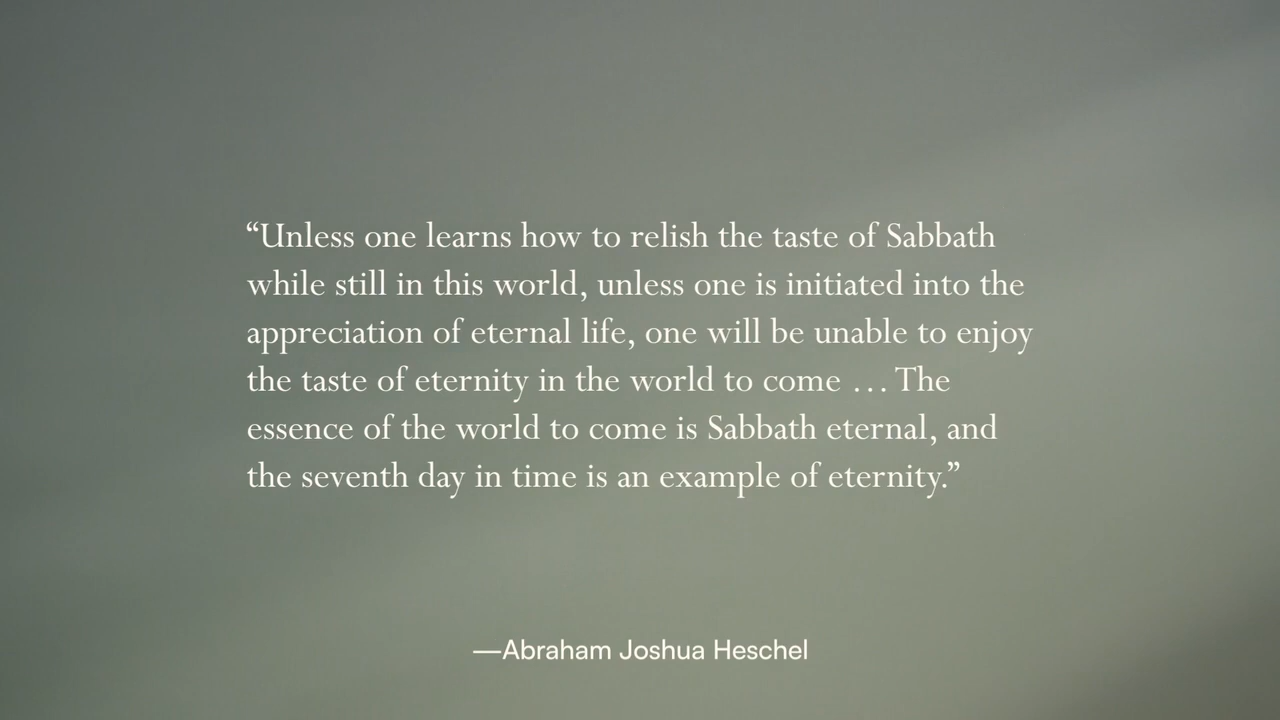 “Unless one learns how to relish the taste of Sabbath
while still in this world, unless one is initiated into the
appreciation of eternal life, one will be unable to enjoy
the taste of eternity in the world to come … The
essence of the world to come is Sabbath eternal, and
the seventh day in time is an example of eternity.”
—Abraham Joshua Heschel